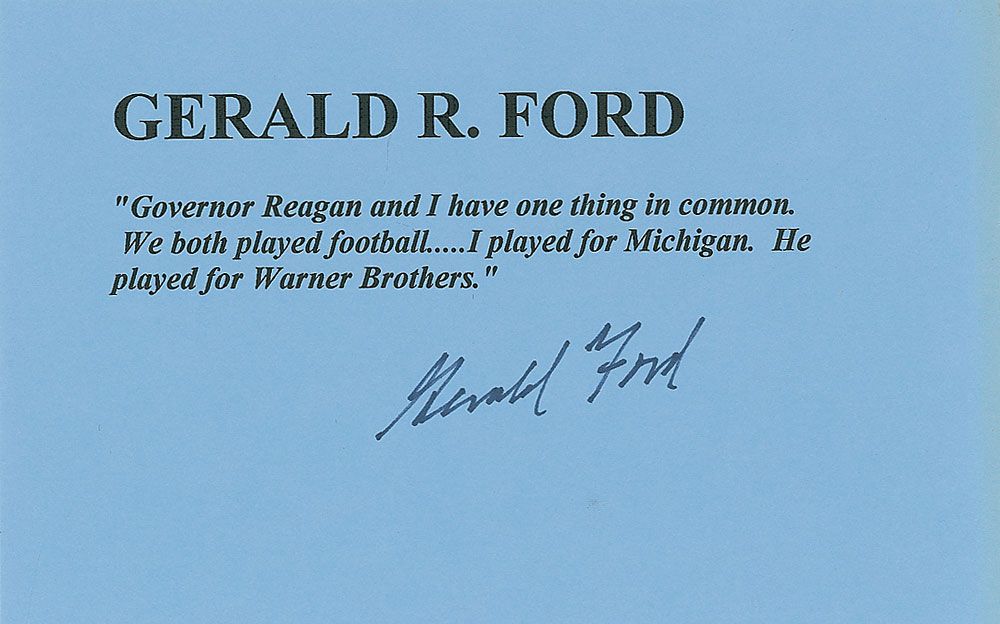 GERALD R. FORD
"Governor Reagan and I have one thing in common.
We both played football.....I played for Michigan. He
played for Warner Brothers."
Gerald Ford